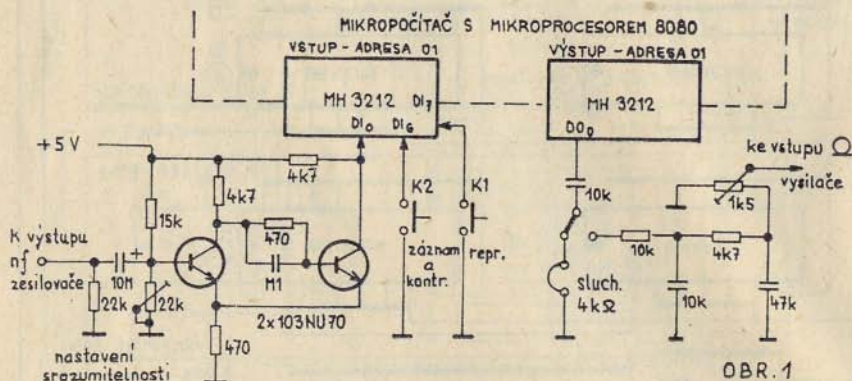 MIKROPOČÍTAČ S MIKROPROCESOREM 8080
VSTUP - ADRESA 01
VÝSTUP - ADRESA 01
MH 3212
DI7
DI0
DI6
MH 3212
DO0
+5V
4k7
4k7
15k
470
M1
K2
K1
záznam
a
kontr.
repr.
10k
ke vstupu
vysílače
1k5
K výstupu
nf
zesilovače
10M
+
22k
22k
2x103NU70
470
nastavení
srozumitelnosti
sluch.
4kΩ
10k
4k7
10k
47k
OBR.1